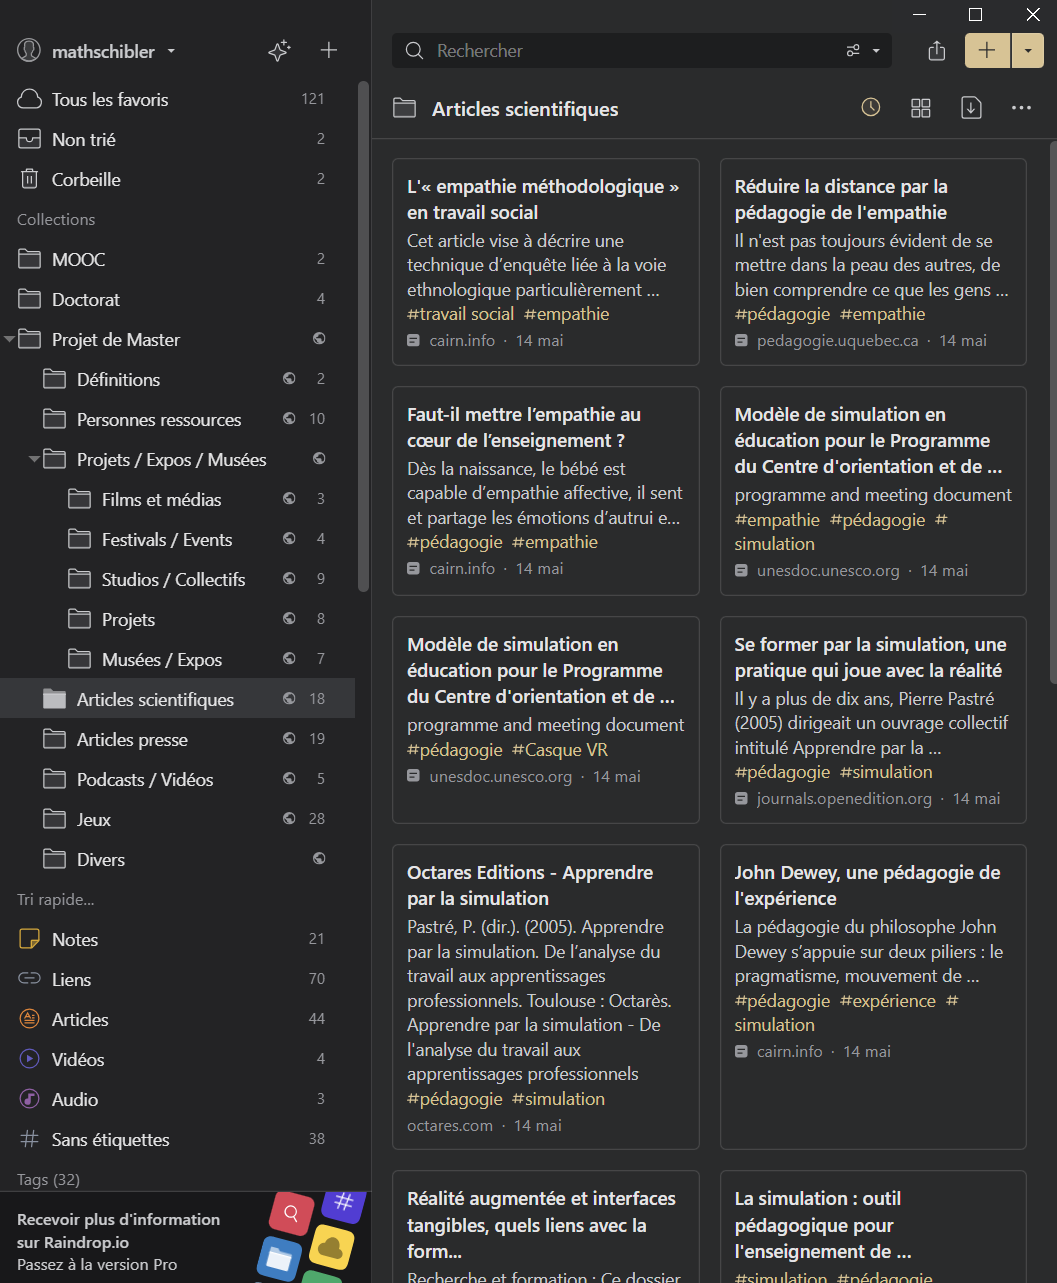 mathschibler
Tous les favoris 121
Non trié 2
Corbeille 2
Collections
MOOC 2
Doctorat 4
Projet de Master
Définitions 2
Personnes ressources 10
Projets / Expos / Musées
Films et médias 3
Festivals / Events 4
Studios / Collectifs 9
Projets 8
Musées / Expos 7
Articles scientifiques 18
Articles presse 19
Podcasts / Vidéos 5
Jeux 28
Divers
Tri rapide...
Notes 21
Liens 70
Articles 44
Vidéos 4
Audio 3
Sans étiquettes 38
Tags (32)
Recevoir plus d'information
sur Raindrop.io
Passez à la version Pro
Rechercher
Articles scientifiques
L'« empathie méthodologique »
en travail social
Cet article vise à décrire une
technique d’enquête liée à la voie
ethnologique particulièrement ...
#travail social #empathie
cairn.info · 14 mai
Réduire la distance par la
pédagogie de l'empathie
Il n'est pas toujours évident de se
mettre dans la peau des autres, de
bien comprendre ce que les gens ...
#pédagogie #empathie
pedagogie.uquebec.ca · 14 mai
Faut-il mettre l’empathie au
cœur de l’enseignement ?
Dès la naissance, le bébé est
capable d’empathie affective, il sent
et partage les émotions d’autrui e...
#pédagogie #empathie
cairn.info · 14 mai
Modèle de simulation en
éducation pour le Programme
du Centre d'orientation et de ...
programme and meeting document
#empathie #pédagogie #
simulation
unesdoc.unesco.org · 14 mai
Modèle de simulation en
éducation pour le Programme
du Centre d'orientation et de ...
programme and meeting document
#pédagogie #Casque VR
unesdoc.unesco.org · 14 mai
Se former par la simulation, une
pratique qui joue avec la réalité
Il y a plus de dix ans, Pierre Pastré
(2005) dirigeait un ouvrage collectif
intitulé Apprendre par la ...
#pédagogie #simulation
journals.openedition.org · 14 mai
Octares Editions - Apprendre
par la simulation
Pastré, P. (dir.). (2005). Apprendre
par la simulation. De l’analyse du
travail aux apprentissages
professionnels. Toulouse : Octarès.
Apprendre par la simulation - De
l'analyse du travail aux
apprentissages professionnels
#pédagogie #simulation
octares.com · 14 mai
John Dewey, une pédagogie de
l'expérience
La pédagogie du philosophe John
Dewey s’appuie sur deux piliers : le
pragmatisme, mouvement de ...
#pédagogie #expérience #
simulation
cairn.info · 14 mai
Réalité augmentée et interfaces
tangibles, quels liens avec la
form...
Recherche et formation : Ce dossier
La simulation : outil
pédagogique pour
l'enseignement de ...
#simulation #pédagogie